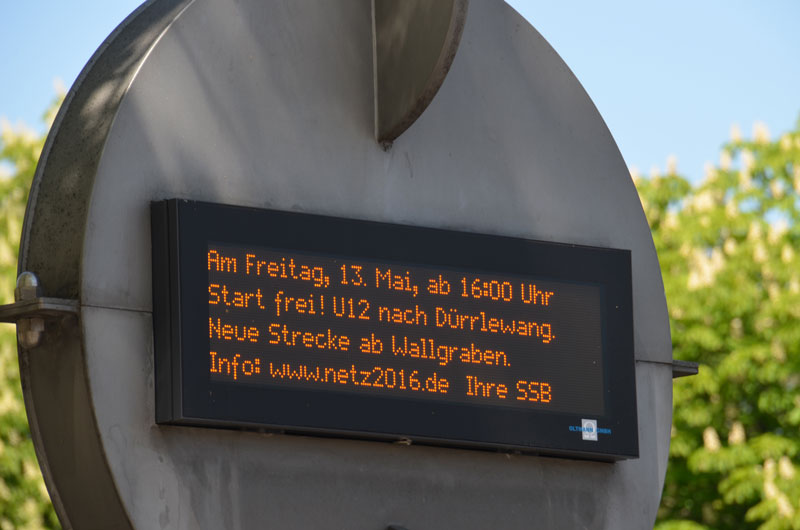 Am Freitag, 13. Mai, ab 16:00 Uhr
Start frei! U12 nach Dürrlewang.
Neue Strecke ab Wallgraben.
Info: www.netz2016.de Ihre SSB